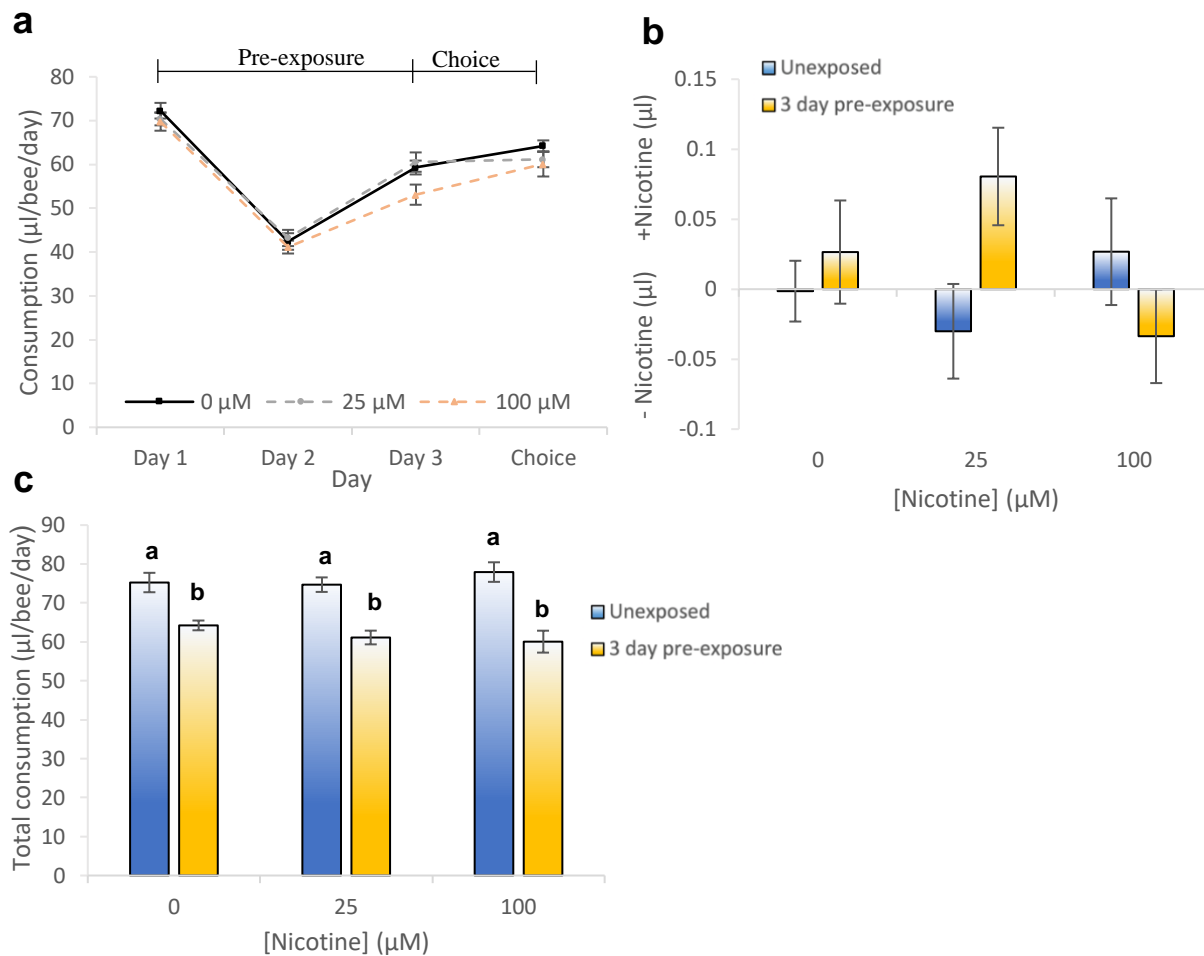 a
Pre-exposure
Choice
80
70
60
50
40
30
20
10
0
Consumption (µl/bee/day)
0 µM
25 µM
100 µM
Day 1
Day 2
Day 3
Choice
Day
b
Unexposed
3 day pre-exposure
0.15
0.1
0.05
0
-0.05
-0.1
- Nicotine (µl) +Nicotine (µl)
0
25
100
[Nicotine] (µM)
c
90
80
70
60
50
40
30
20
10
0
Total consumption (µl/bee/day)
a
b
a
b
a
b
Unexposed
3 day pre-exposure
0
25
100
[Nicotine] (µM)